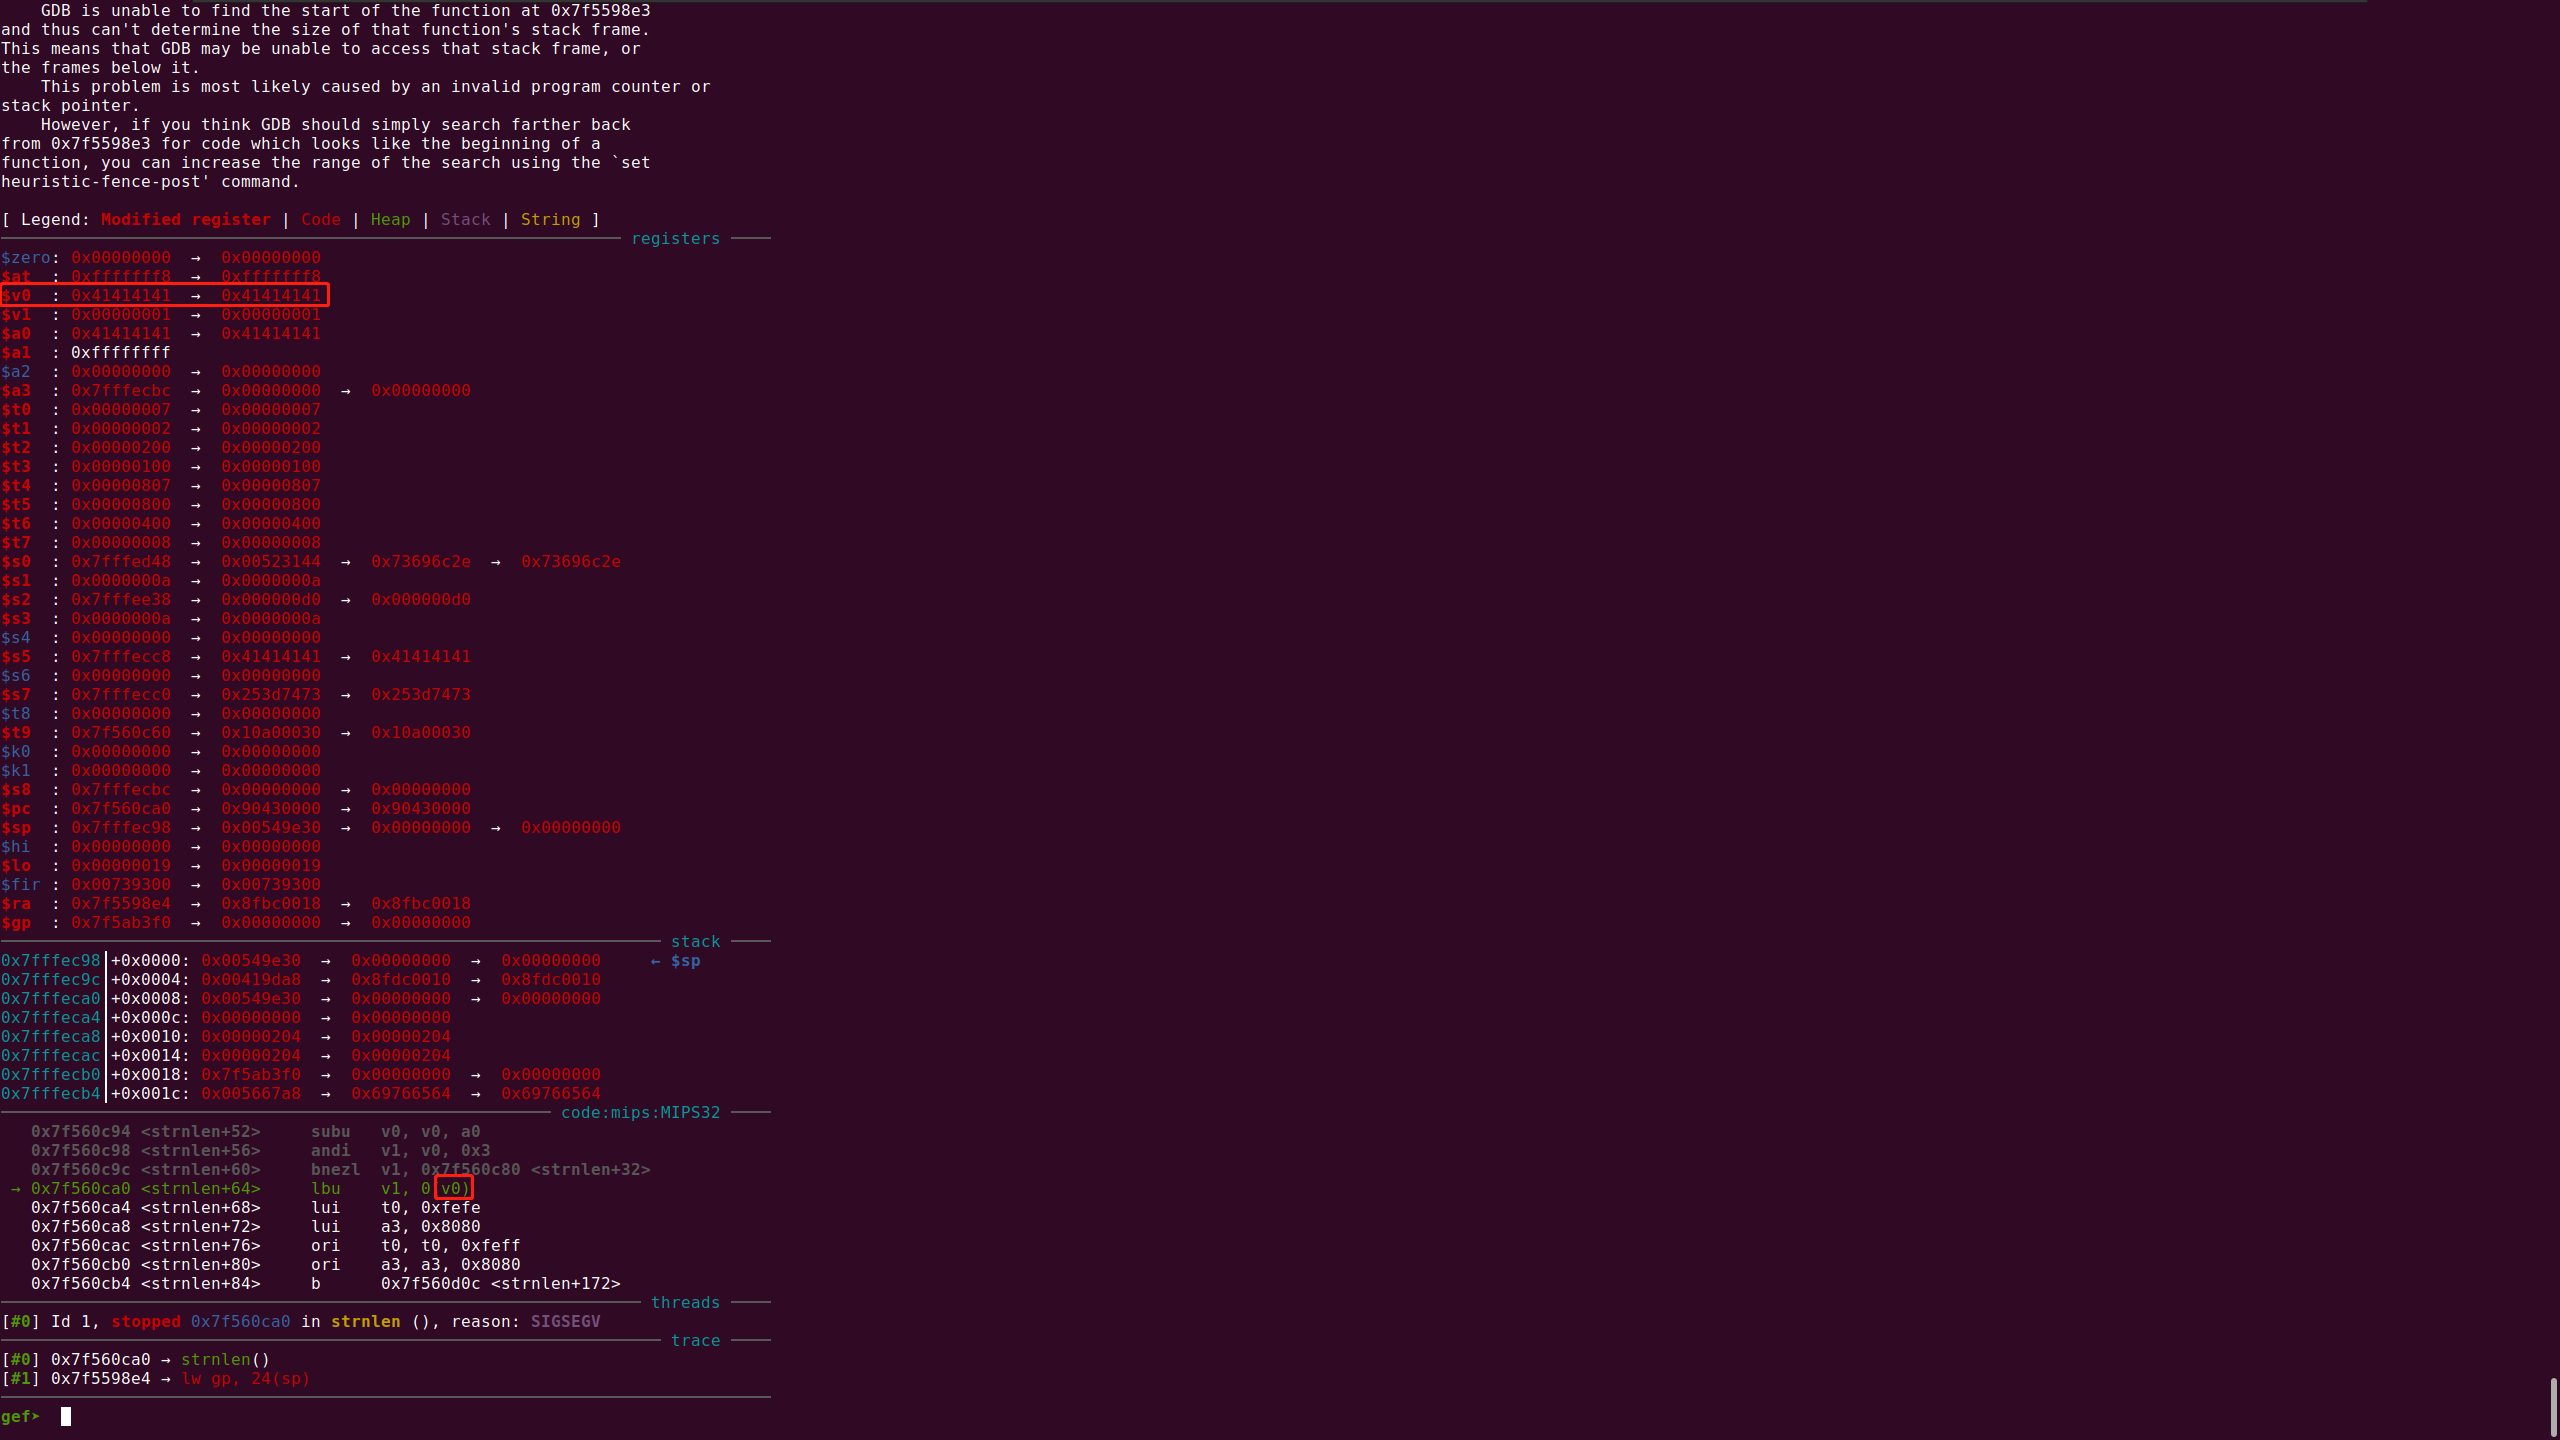 GDB is unable to find the start of the function at 0x7f5598e3
and thus can't determine the size of that function's stack frame.
This means that GDB may be unable to access that stack frame, or
the frames below it.
    This problem is most likely caused by an invalid program counter or
stack pointer.
    However, if you think GDB should simply search farther back
from 0x7f5598e3 for code which looks like the beginning of a
function, you can increase the range of the search using the `set
heuristic-fence-post' command.
[ Legend: Modified register | Code | Heap | Stack | String ]
registers
$zero: 0x00000000  →  0x00000000
$at  : 0xfffffff8  →  0xfffffff8
$v0  : 0x41414141  →  0x41414141
$v1  : 0x00000001  →  0x00000001
$a0  : 0x41414141  →  0x41414141
$a1  : 0xffffffff
$a2  : 0x00000000  →  0x00000000
$a3  : 0x7fffecbc  →  0x00000000  →  0x00000000
$t0  : 0x00000007  →  0x00000007
$t1  : 0x00000002  →  0x00000002
$t2  : 0x00000200  →  0x00000200
$t3  : 0x00000100  →  0x00000100
$t4  : 0x00000807  →  0x00000807
$t5  : 0x00000800  →  0x00000800
$t6  : 0x00000400  →  0x00000400
$t7  : 0x00000008  →  0x00000008
$s0  : 0x7fffed48  →  0x00523144  →  0x73696c2e  →  0x73696c2e
$s1  : 0x0000000a  →  0x0000000a
$s2  : 0x7fffee38  →  0x000000d0  →  0x000000d0
$s3  : 0x0000000a  →  0x0000000a
$s4  : 0x00000000  →  0x00000000
$s5  : 0x7fffecc8  →  0x41414141  →  0x41414141
$s6  : 0x00000000  →  0x00000000
$s7  : 0x7fffecc0  →  0x253d7473  →  0x253d7473
$t8  : 0x00000000  →  0x00000000
$t9  : 0x7f560c60  →  0x10a00030  →  0x10a00030
$k0  : 0x00000000  →  0x00000000
$k1  : 0x00000000  →  0x00000000
$s8  : 0x7fffecbc  →  0x00000000  →  0x00000000
$pc  : 0x7f560ca0  →  0x90430000  →  0x90430000
$sp  : 0x7fffec98  →  0x00549e30  →  0x00000000  →  0x00000000
$hi  : 0x00000000  →  0x00000000
$lo  : 0x00000019  →  0x00000019
$fir : 0x00739300  →  0x00739300
$ra  : 0x7f5598e4  →  0x8fbc0018  →  0x8fbc0018
$gp  : 0x7f5ab3f0  →  0x00000000  →  0x00000000
stack
0x7fffec98│+0x0000: 0x00549e30  →  0x00000000  →  0x00000000     ← $sp
0x7fffec9c│+0x0004: 0x00419da8  →  0x8fdc0010  →  0x8fdc0010
0x7fffeca0│+0x0008: 0x00549e30  →  0x00000000  →  0x00000000
0x7fffeca4│+0x000c: 0x00000000  →  0x00000000
0x7fffeca8│+0x0010: 0x00000204  →  0x00000204
0x7fffecac│+0x0014: 0x00000204  →  0x00000204
0x7fffecb0│+0x0018: 0x7f5ab3f0  →  0x00000000  →  0x00000000
0x7fffecb4│+0x001c: 0x005667a8  →  0x69766564  →  0x69766564
code:mips:MIPS32
   0x7f560c94 <strnlen+52>     subu   v0, v0, a0
   0x7f560c98 <strnlen+56>     andi   v1, v0, 0x3
   0x7f560c9c <strnlen+60>     bnezl  v1, 0x7f560c80 <strnlen+32>
 → 0x7f560ca0 <strnlen+64>     lbu    v1, 0 v0)
   0x7f560ca4 <strnlen+68>     lui    t0, 0xfefe
   0x7f560ca8 <strnlen+72>     lui    a3, 0x8080
   0x7f560cac <strnlen+76>     ori    t0, t0, 0xfeff
   0x7f560cb0 <strnlen+80>     ori    a3, a3, 0x8080
   0x7f560cb4 <strnlen+84>     b      0x7f560d0c <strnlen+172>
threads
[#0] Id 1, stopped 0x7f560ca0 in strnlen (), reason: SIGSEGV
trace
[#0] 0x7f560ca0 → strnlen()
[#1] 0x7f5598e4 → lw gp, 24(sp)
gef➤